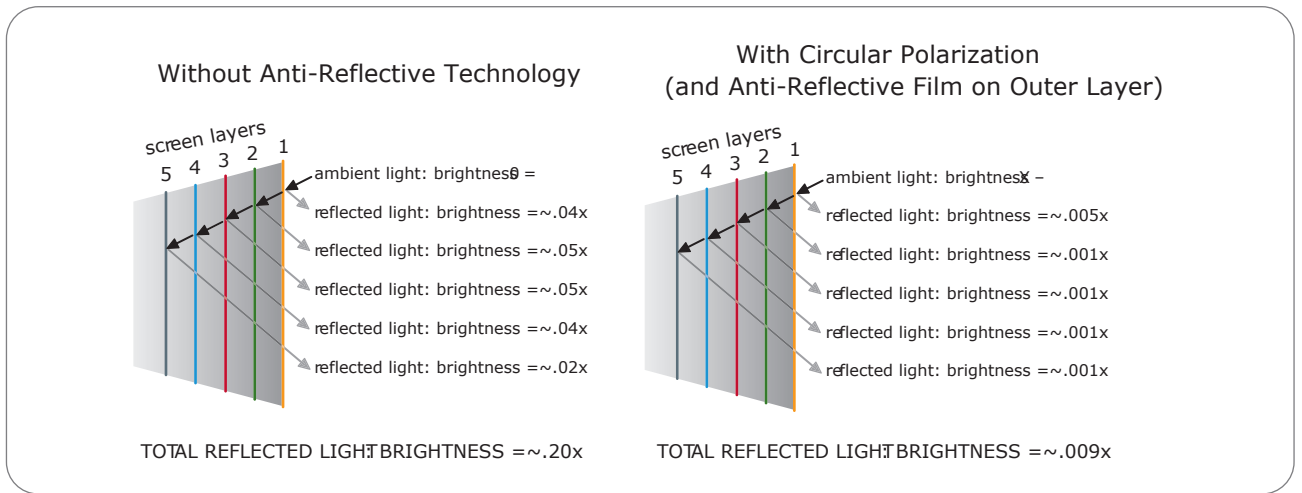 Without Anti-Reflective Technology
screen layers
5 4 3 2 1
ambient light: brightness =
reflected light: brightness =~.04x
reflected light: brightness =~.05x
reflected light: brightness =~.05x
reflected light: brightness =~.04x
reflected light: brightness =~.02x
TOTAL REFLECTED LIGHT BRIGHTNESS =~.20x
With Circular Polarization
(and Anti-Reflective Film on Outer Layer)
screen layers
5 4 3 2 1
ambient light: brightness –
reflected light: brightness =~.005x
reflected light: brightness =~.001x
reflected light: brightness =~.001x
reflected light: brightness =~.001x
reflected light: brightness =~.001x
TOTAL REFLECTED LIGHT BRIGHTNESS =~.009x